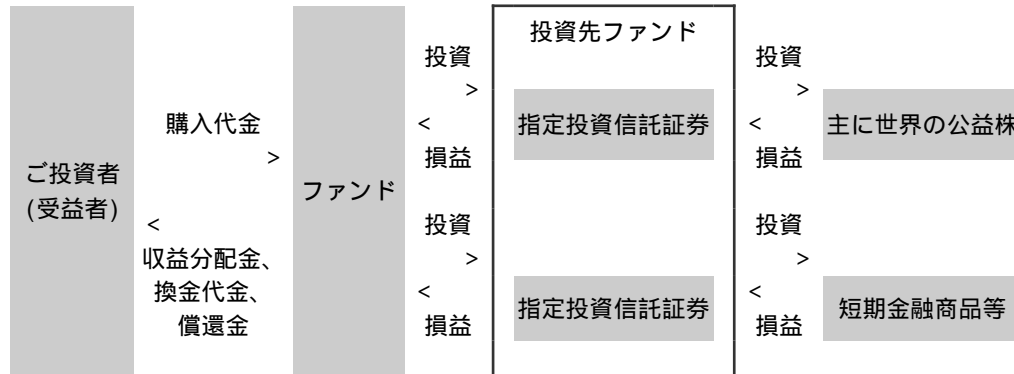 ご投資者
(受益者)
購入代金
>
<
収益分配金、
換金代金、
償還金
ファンド
投資
>
<
損益
投資
>
<
損益
投資先ファンド
指定投資信託証券
指定投資信託証券
投資
>
<
損益
投資
>
<
損益
主に世界の公益株
短期金融商品等